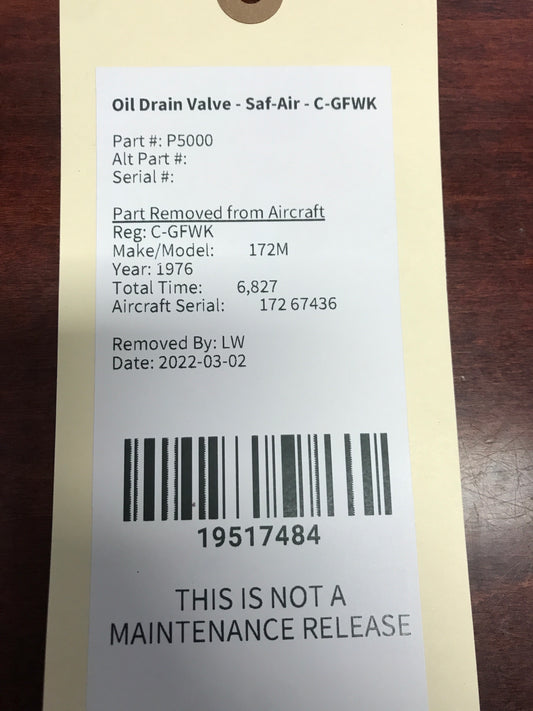 Oil Drain Valve - Saf-Air - C-GFWK
Part #: P5000
Alt Part #:
Serial #:
Part Removed from Aircraft
Reg: C-GFWK
Make/Model: 172M
Year: 1976
Total Time: 6,827
Aircraft Serial: 172 67436
Removed By: LW
Date: 2022-03-02
19517484
THIS IS NOT A
MAINTENANCE RELEASE